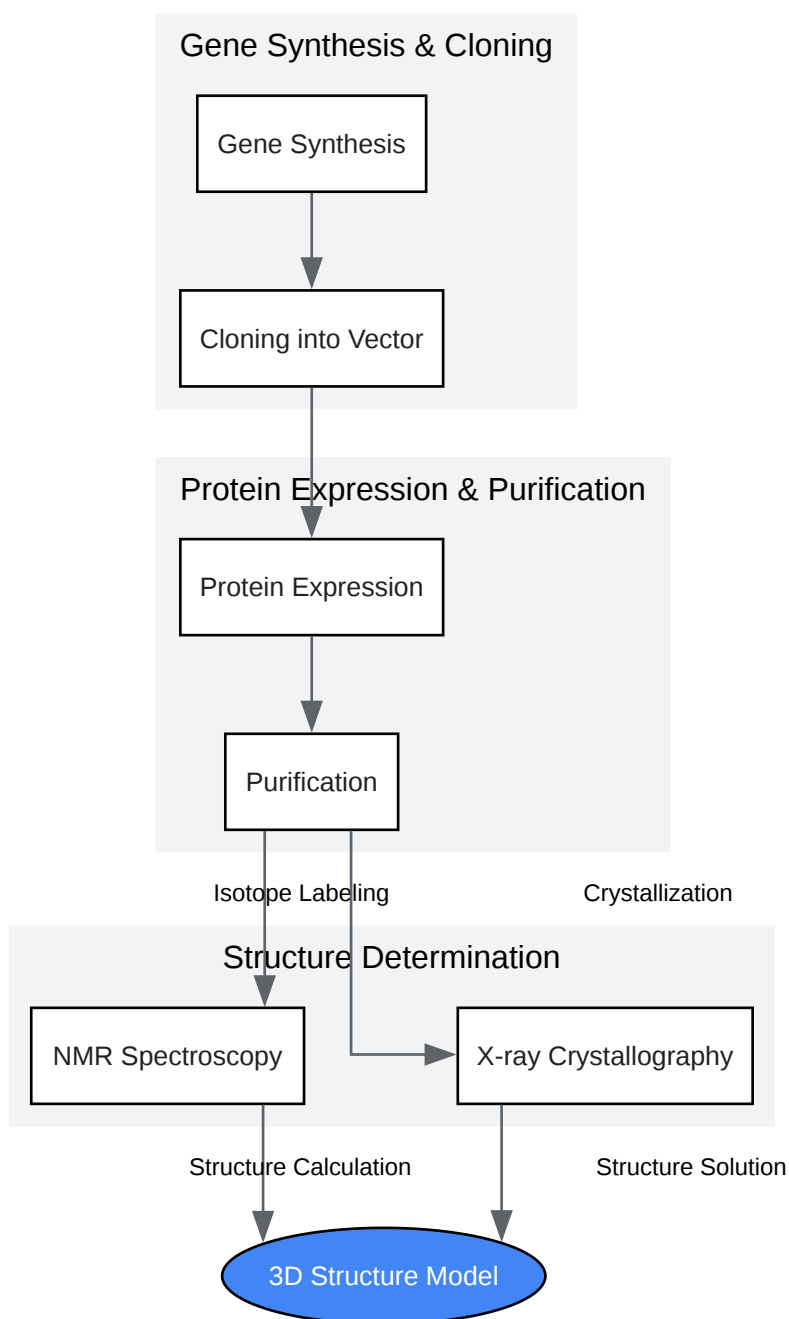 Gene Synthesis & Cloning
Gene Synthesis
Cloning into Vector
Protein Expression & Purification
Protein Expression
Purification
Isotope Labeling
Crystallization
Structure Determination
NMR Spectroscopy
X-ray Crystallography
Structure Calculation
Structure Solution
3D Structure Model